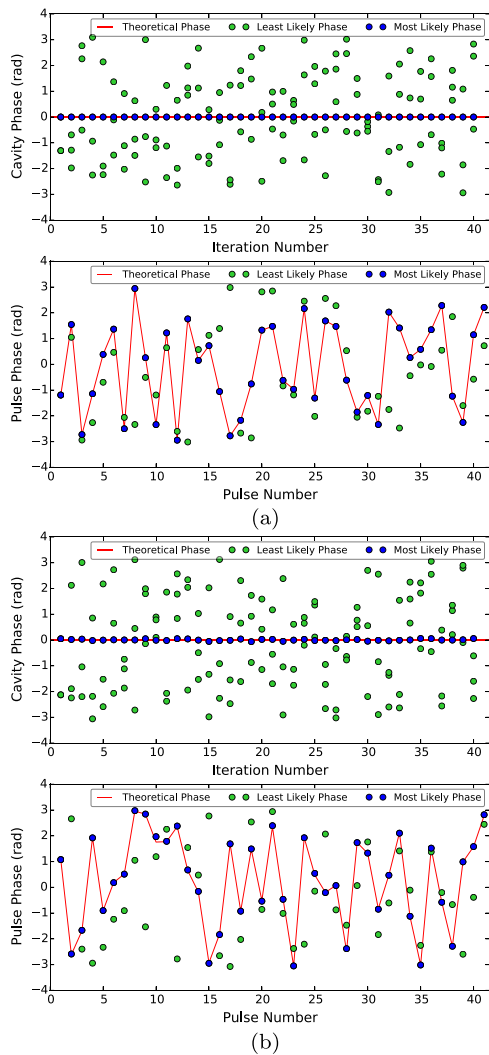 Theoretical Phase Least Likely Phase Most Likely Phase
Cavity Phase (rad)
4
3
2
1
0
−1
−2
−3
−4
0 5 10 15 20 25 30 35 40
Iteration Number
Theoretical Phase Least Likely Phase Most Likely Phase
Pulse Phase (rad)
4
3
2
1
0
−1
−2
−3
−4
0 5 10 15 20 25 30 35 40
Pulse Number
(a)
Theoretical Phase Least Likely Phase Most Likely Phase
Cavity Phase (rad)
4
3
2
1
0
−1
−2
−3
−4
0 5 10 15 20 25 30 35 40
Iteration Number
Theoretical Phase Least Likely Phase Most Likely Phase
Pulse Phase (rad)
4
3
2
1
0
−1
−2
−3
−4
0 5 10 15 20 25 30 35 40
Pulse Number
(b)